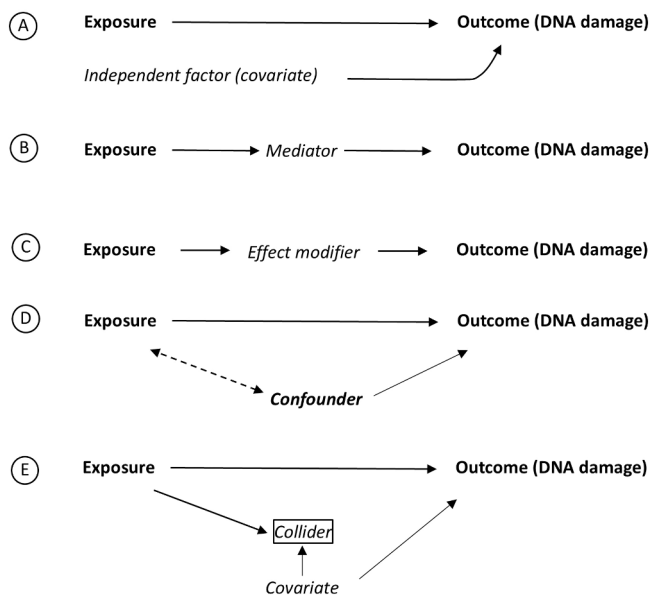 A Exposure Outcome (DNA damage)
Independent factor (covariate)
B Exposure Mediator Outcome (DNA damage)
C Exposure Effect modifier Outcome (DNA damage)
D Exposure Outcome (DNA damage)
Confounder
E Exposure Outcome (DNA damage)
Collider
Covariate